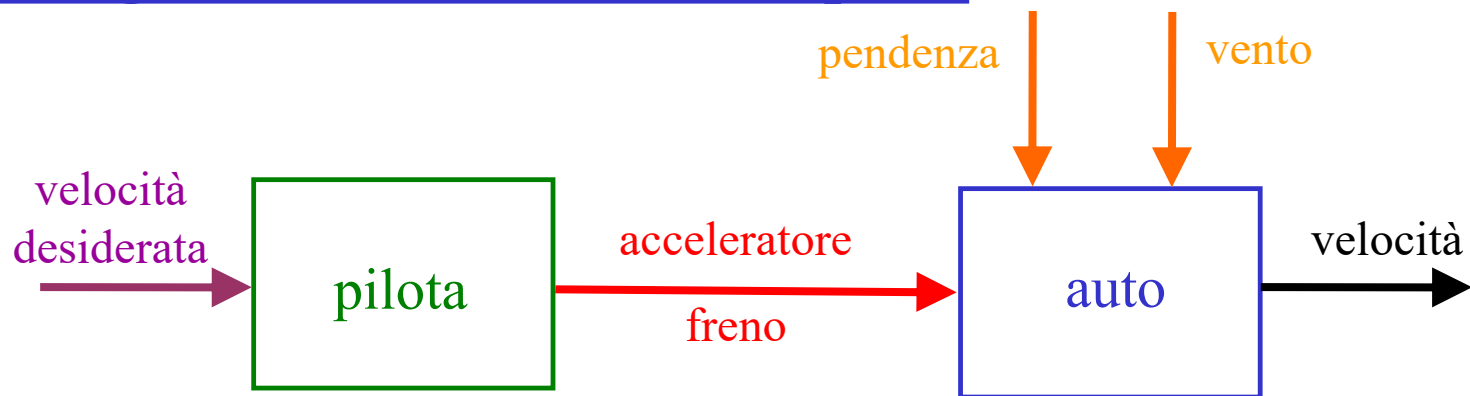 pendenza
vento
velocità
desiderata
pilota
acceleratore
freno
auto
velocità